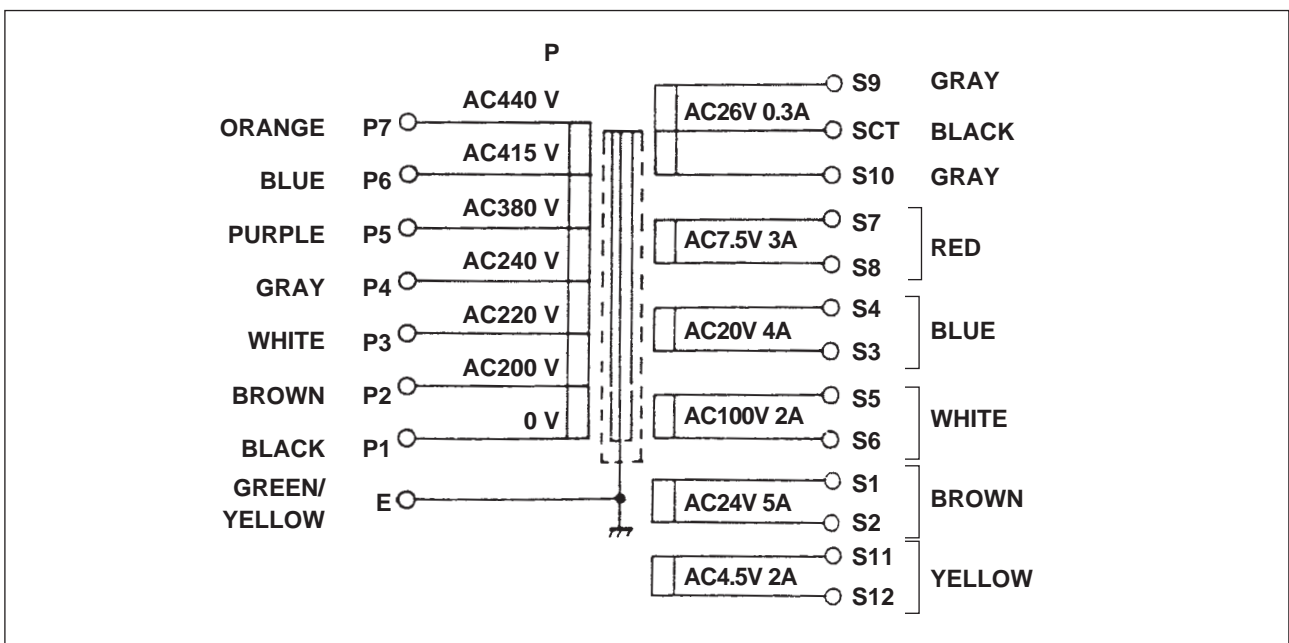 P
AC440 V
ORANGE P7
AC415 V
BLUE P6
AC380 V
PURPLE P5
AC240 V
GRAY P4
AC220 V
WHITE P3
AC200 V
BROWN P2
0 V
BLACK P1
GREEN/
YELLOW
E
S9 GRAY
AC26V 0.3A
SCT BLACK
S10 GRAY
S7
AC7.5V 3A
RED
S8
S4
AC20V 4A
BLUE
S3
S5
AC100V 2A
WHITE
S6
S1
AC24V 5A
BROWN
S2
S11
AC4.5V 2A
YELLOW
S12